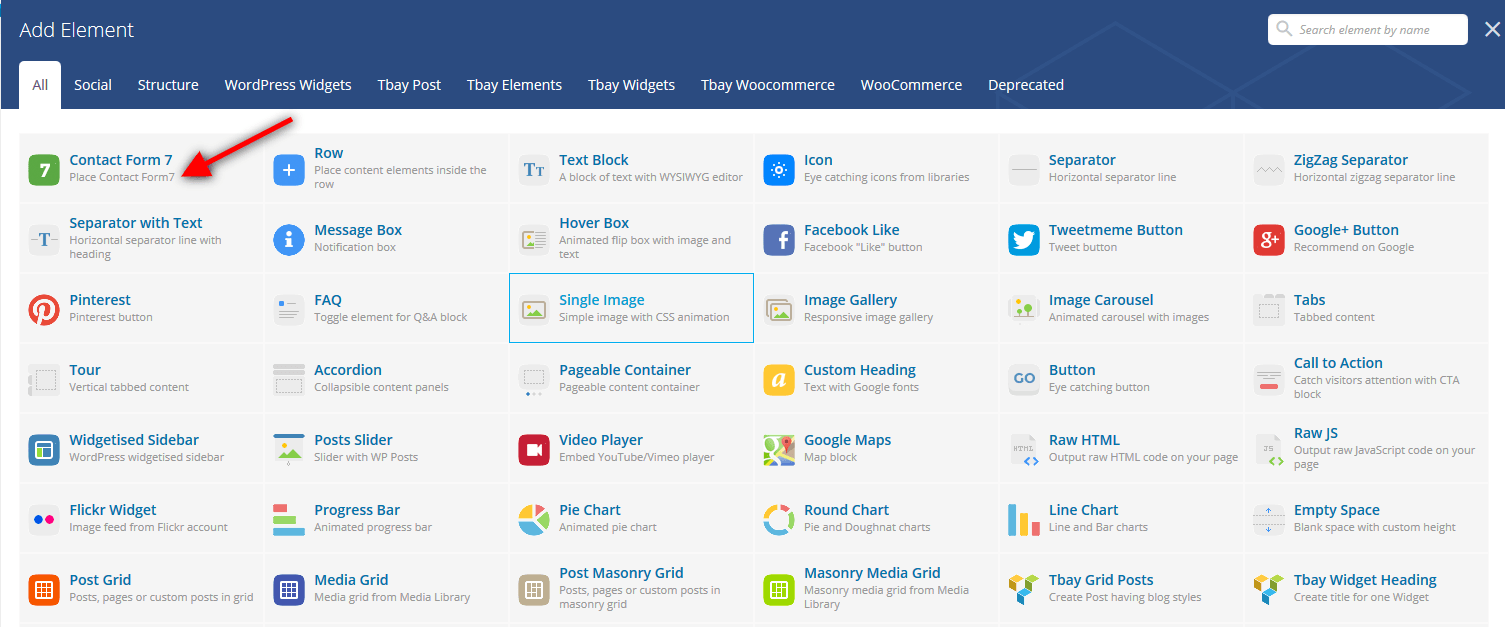 Add Element
Search element by name
All Social Structure WordPress Widgets Tbay Post Tbay Elements Tbay Widgets Tbay Woocommerce WooCommerce Deprecated
7
Contact Form 7
Place Contact Form7
Row
Place content elements inside the
row
TT
Text Block
A block of text with WYSIWYG editor
Icon
Eye catching icons from libraries
Separator
Horizontal separator line
ZigZag Separator
Horizontal zigzag separator line
T
Separator with Text
Horizontal separator line with
heading
i
Message Box
Notification box
Hover Box
Animated flip box with image and
text
f
Facebook Like
Facebook "Like" button
Tweetmeme Button
Tweet button
g+
Google+ Button
Recommend on Google
Pinterest
Pinterest button
FAQ
Toggle element for Q&A block
Single Image
Simple image with CSS animation
Image Gallery
Responsive image gallery
Image Carousel
Animated carousel with images
Tabs
Tabbed content
Tour
Vertical tabbed content
Accordion
Collapsible content panels
Pageable Container
Pageable content container
a
Custom Heading
Text with Google fonts
GO
Button
Eye catching button
Call to Action
Catch visitors attention with CTA
block
Widgetised Sidebar
WordPress widgetised sidebar
Posts Slider
Slider with WP Posts
Video Player
Embed YouTube/Vimeo player
Google Maps
Map block
HTML
Raw HTML
Output raw HTML code on your page
JS
Raw JS
Output raw JavaScript code on your
page
Flickr Widget
Image feed from Flickr account
Progress Bar
Animated progress bar
Pie Chart
Animated pie chart
Round Chart
Pie and Doughnat charts
Line Chart
Line and Bar charts
Empty Space
Blank space with custom height
Post Grid
Posts, pages or custom posts in grid
Media Grid
Media grid from Media Library
Post Masonry Grid
Posts, pages or custom posts in
masonry grid
Masonry Media Grid
Masonry media grid from Media
Library
Tbay Grid Posts
Create Post having blog styles
Tbay Widget Heading
Create title for one Widget